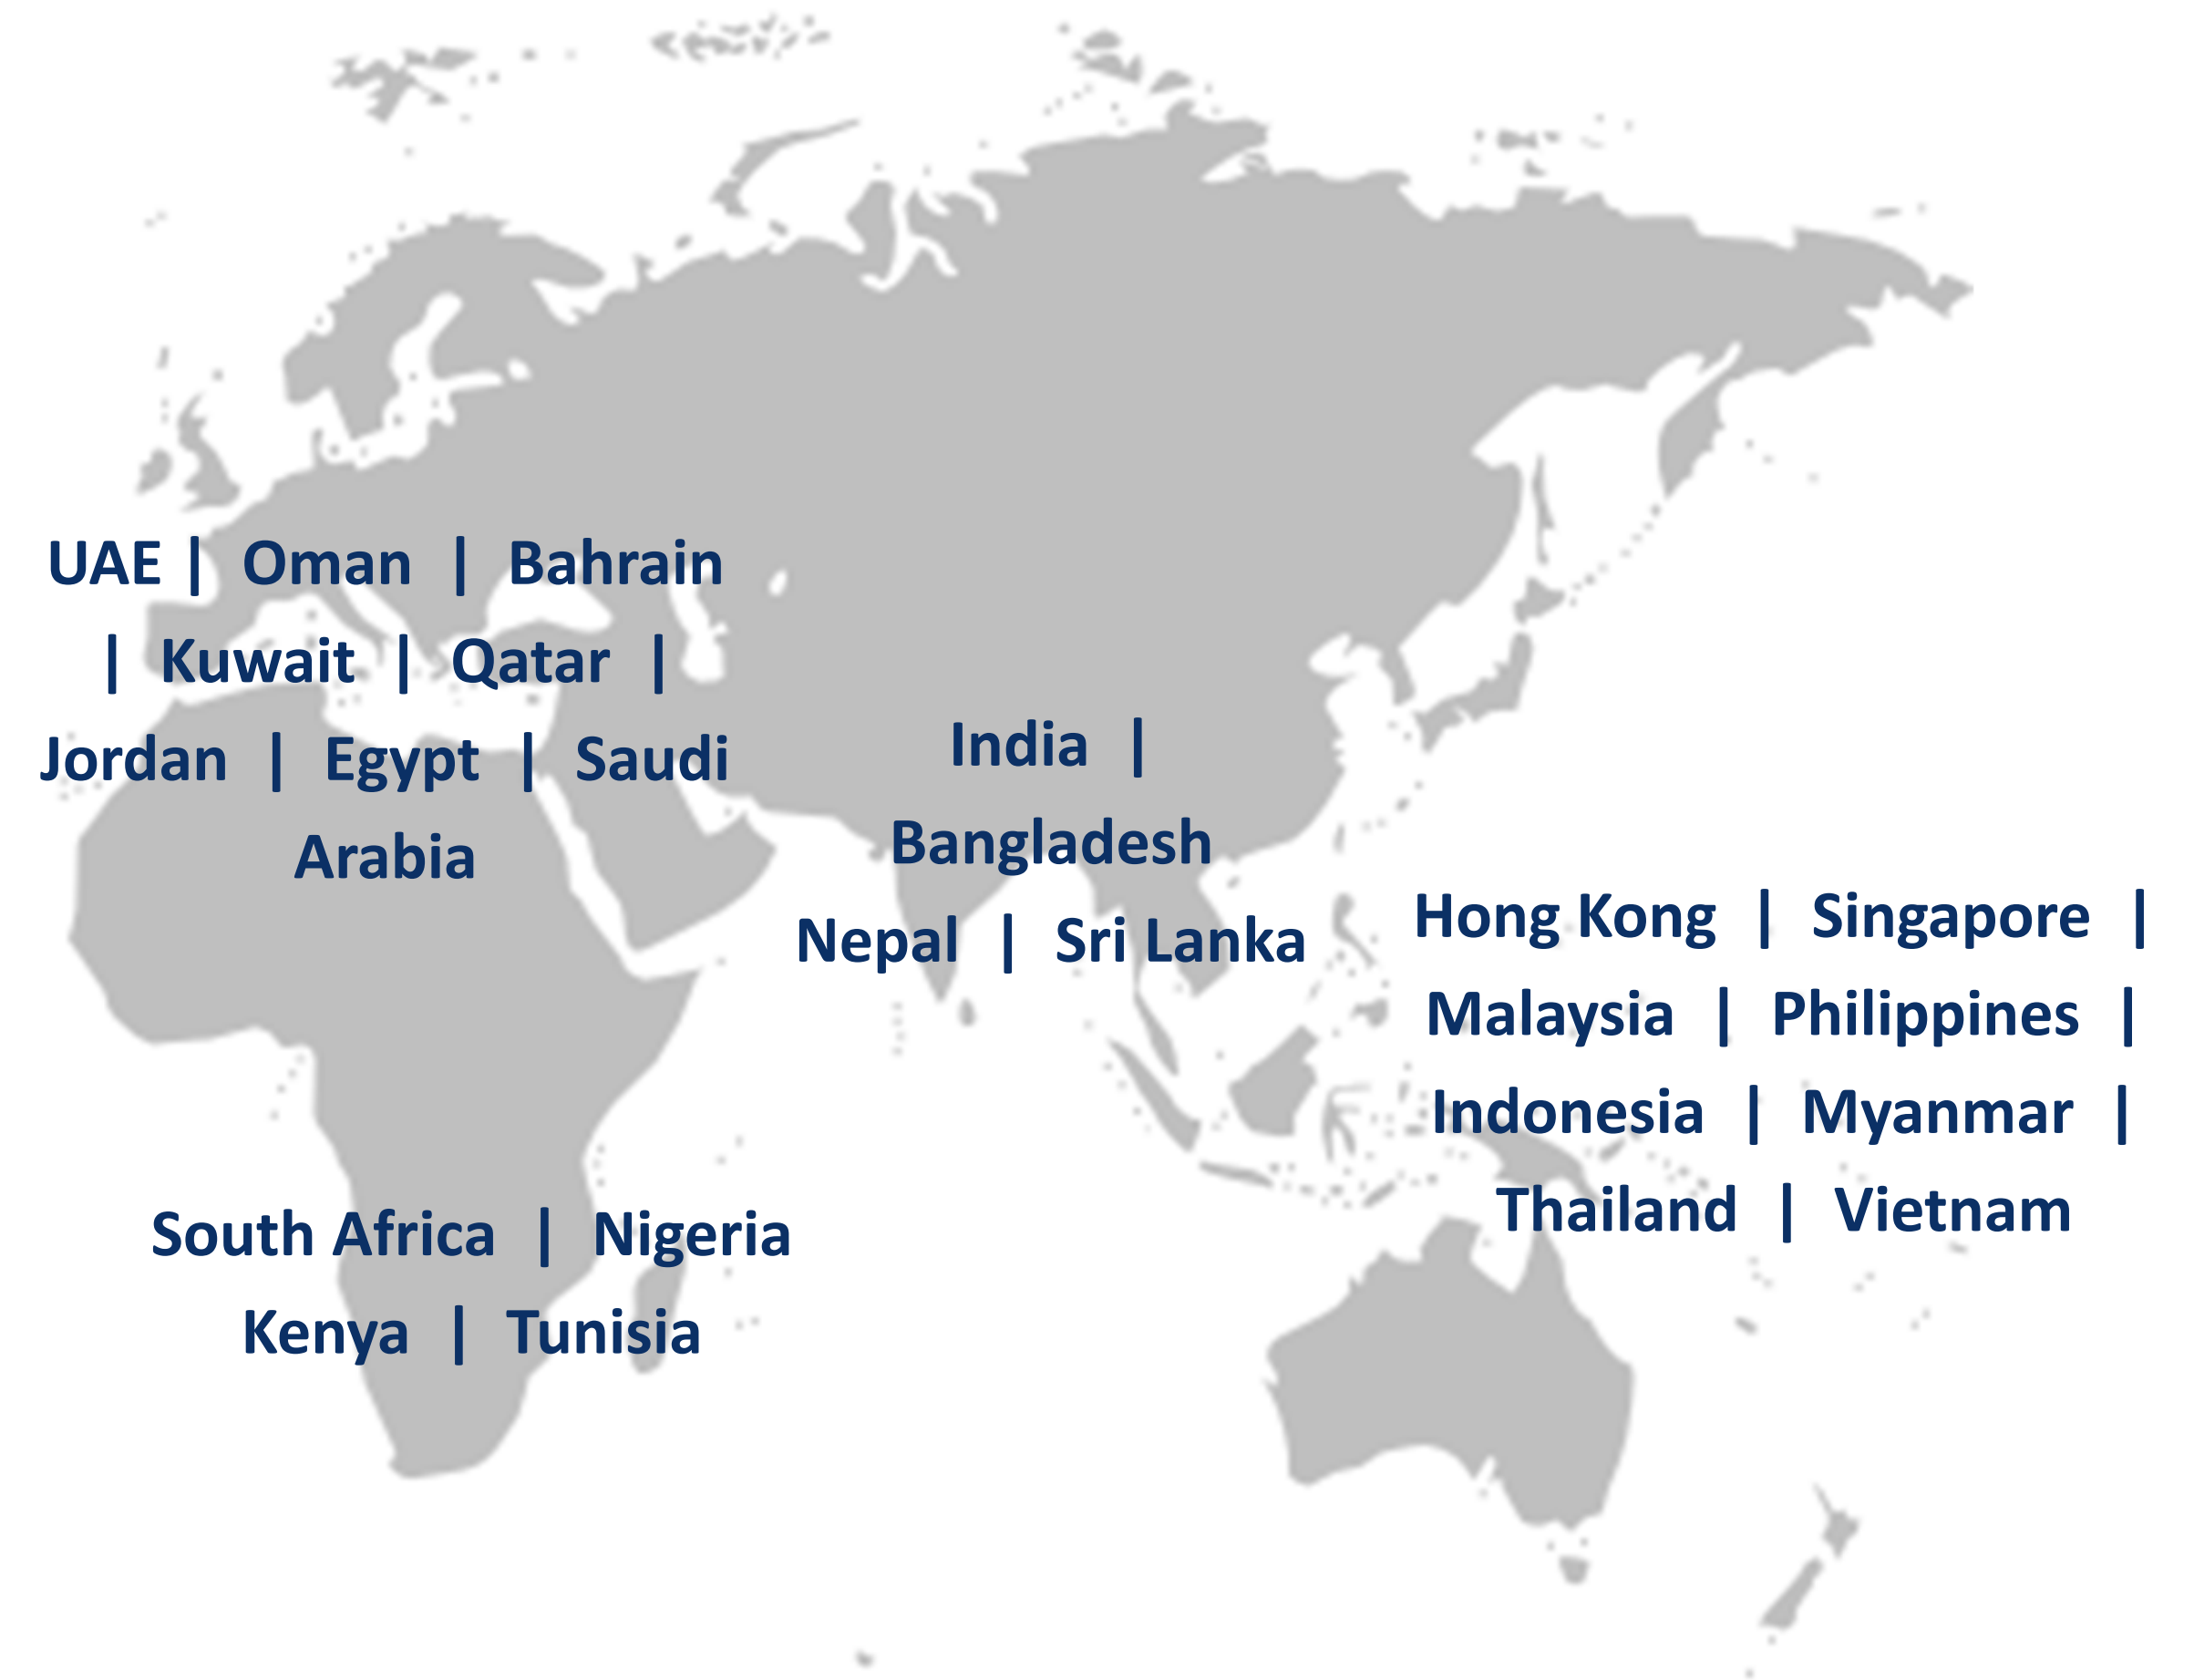 UAE | Oman | Bahrain
| Kuwait | Qatar |
Jordan | Egypt | Saudi
Arabia
India |
Bangladesh
Nepal | Sri Lanka
Hong Kong | Singapore |
Malaysia | Philippines |
Indonesia | Myanmar |
Thailand | Vietnam
South Africa | Nigeria
Kenya | Tunisia